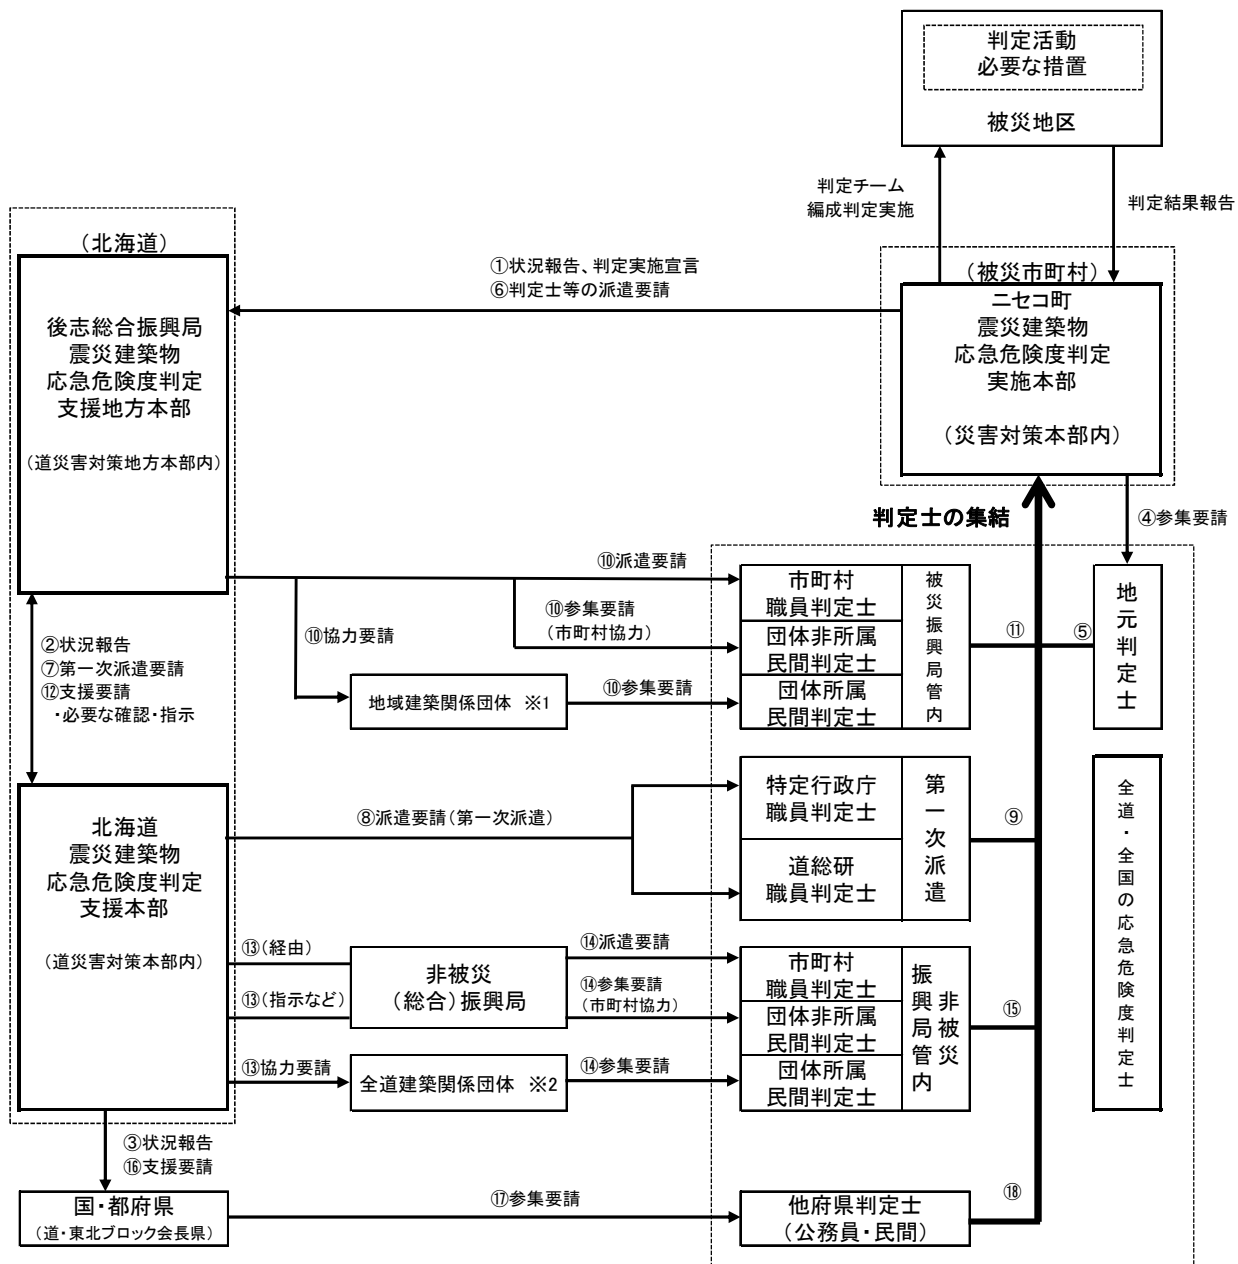 判定活動
必要な措置
被災地区
判定チーム
編成判定実施
判定結果報告
（北海道）
後志総合振興局
震災建築物
応急危険度判定
支援地方本部
（道災害対策地方本部内）
①状況報告、判定実施宣言
⑥判定士等の派遣要請
（被災市町村）
ニセコ町
震災建築物
応急危険度判定
実施本部
（災害対策本部内）
判定士の集結
④参集要請
⑩派遣要請
⑩参集要請
（市町村協力）
⑩協力要請
地域建築関係団体　※1
⑩参集要請
市町村
職員判定士
団体非所属
民間判定士
団体所属
民間判定士
被災振興局管内
⑪
⑤
地元判定士
②状況報告
⑦第一次派遣要請
⑫支援要請
・必要な確認・指示
北海道
震災建築物
応急危険度判定
支援本部
（道災害対策本部内）
⑧派遣要請（第一次派遣）
特定行政庁
職員判定士
道総研
職員判定士
第一次派遣
⑨
全道・全国の応急危険度判定士
⑬（経由）
⑬（指示など）
非被災
（総合）振興局
⑭派遣要請
⑭参集要請
（市町村協力）
⑬協力要請
全道建築関係団体　※2
⑭参集要請
市町村
職員判定士
団体非所属
民間判定士
団体所属
民間判定士
非被災
振興局管内
⑮
③状況報告
⑯支援要請
国・都府県
（道・東北ブロック会長県）
⑰参集要請
他府県判定士
（公務員・民間）
⑱